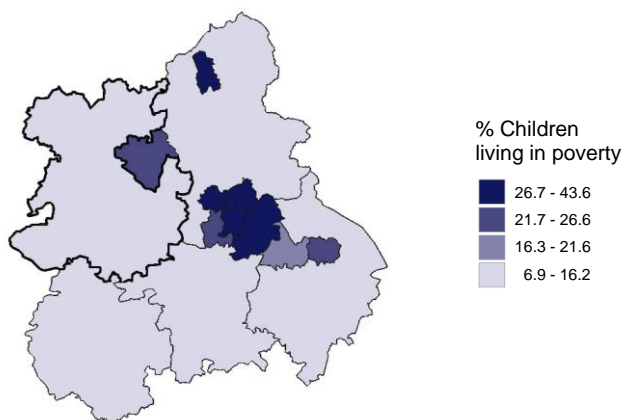 % Children
living in poverty
26.7 - 43.6
21.7 - 26.6
16.3 - 21.6
6.9 - 16.2